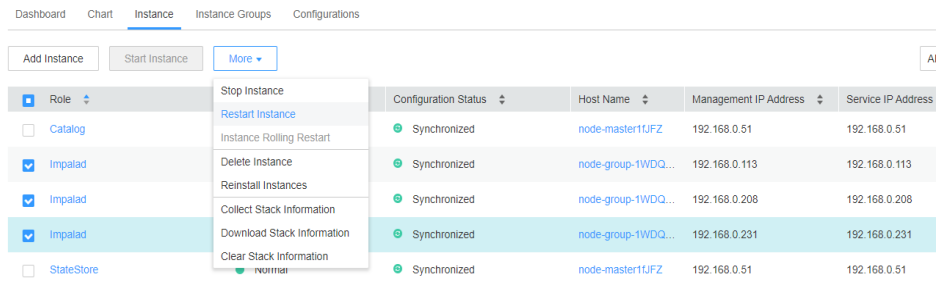 Dashboard Chart Instance Instance Groups Configurations
Add Instance Start Instance More
Stop Instance
Role Configuration Status Host Name Management IP Address Service IP Address
Restart Instance
Catalog Synchronized node-master1fJFZ 192.168.0.51 192.168.0.51
Instance Rolling Restart
Delete Instance
Impalad Synchronized node-group-1WDQ... 192.168.0.113 192.168.0.113
Reinstall Instances
Impalad Synchronized node-group-1WDQ... 192.168.0.208 192.168.0.208
Collect Stack Information
Download Stack Information
Impalad Synchronized node-group-1WDQ... 192.168.0.231 192.168.0.231
Clear Stack Information
StateStore Normal Synchronized node-master1fJFZ 192.168.0.51 192.168.0.51